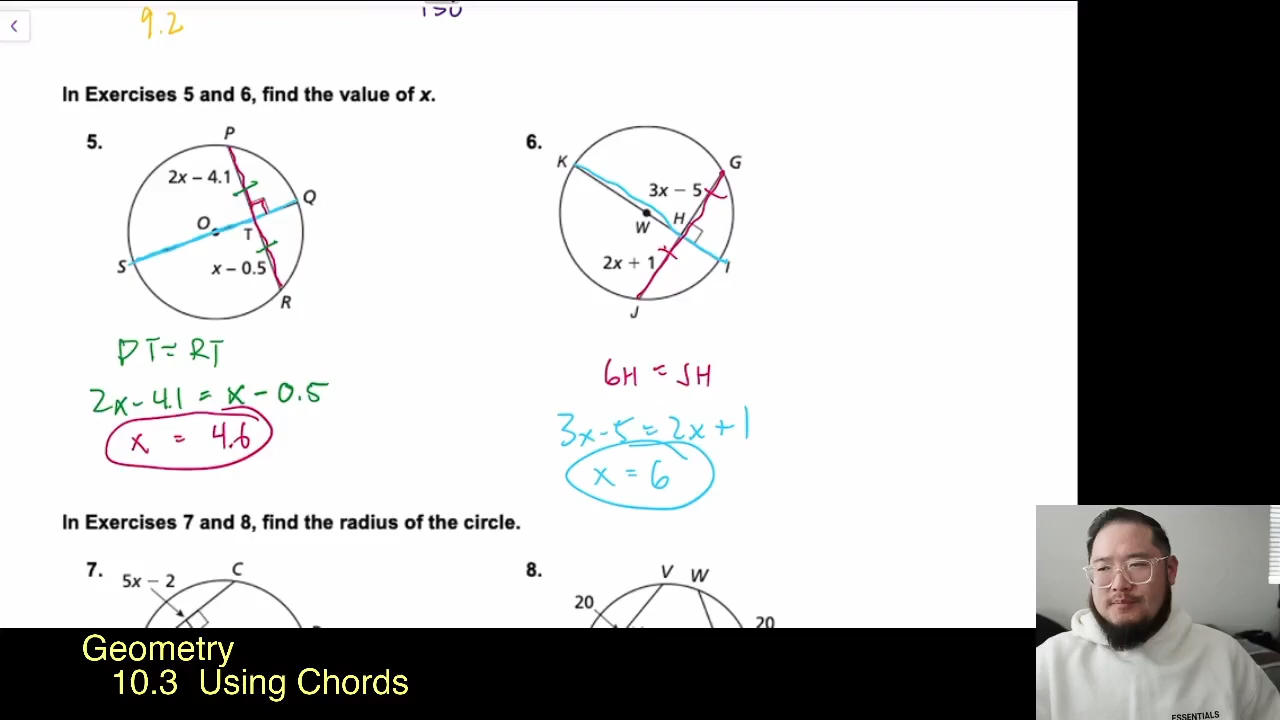 9.2
In Exercises 5 and 6, find the value of x.
5.
P
2x – 4.1
Q
O
T
S
x – 0.5
R
PT = RT
2x - 4.1 = x - 0.5
x = 4.6
6.
K
G
3x – 5
H
W
2x + 1
I
J
GH = JH
3x - 5 = 2x + 1
x = 6
In Exercises 7 and 8, find the radius of the circle.
7.
5x – 2
C
8.
V W
20
20
Geometry
10.3 Using Chords
ESSENTIALS